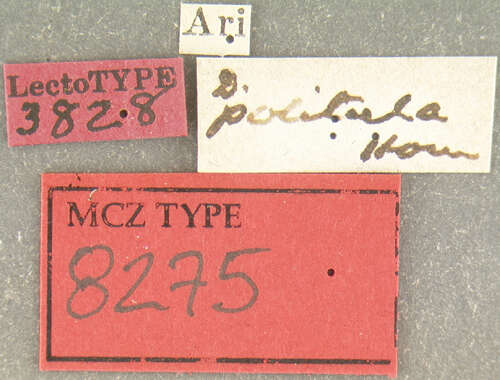 Ari
LectoTYPE
3828
D.
politula
Horn
MCZ TYPE
8275